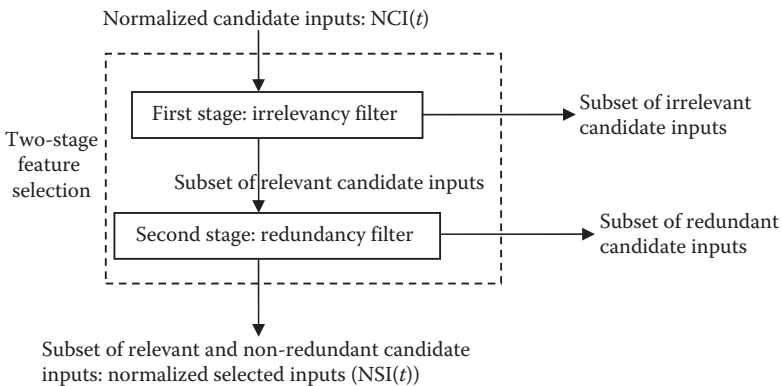 Normalized candidate inputs: NCI(t)
First stage: irrelevancy filter
Subset of irrelevant
candidate inputs
Two-stage
feature
selection
Subset of relevant candidate inputs
Second stage: redundancy filter
Subset of redundant
candidate inputs
Subset of relevant and non-redundant candidate
inputs: normalized selected inputs (NSI(t))